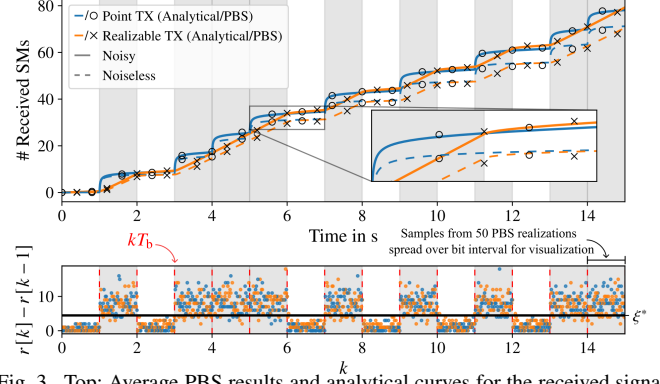 80
60
40
20
0
# Received SMs
Point TX (Analytical/PBS)
Realizable TX (Analytical/PBS)
Noisy
Noiseless
0 2 4 6 8 10 12 14
Time in s
kT_b
Samples from 50 PBS realizations
spread over bit interval for visualization
r[k] − r[k − 1]
10
0
ξ*
0 2 4 6 8 10 12 14
k
Fig. 3. Top: Average PBS results and analytical curves for the received signal